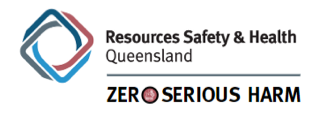 Resources Safety & Health
Queensland
ZERO SERIOUS HARM